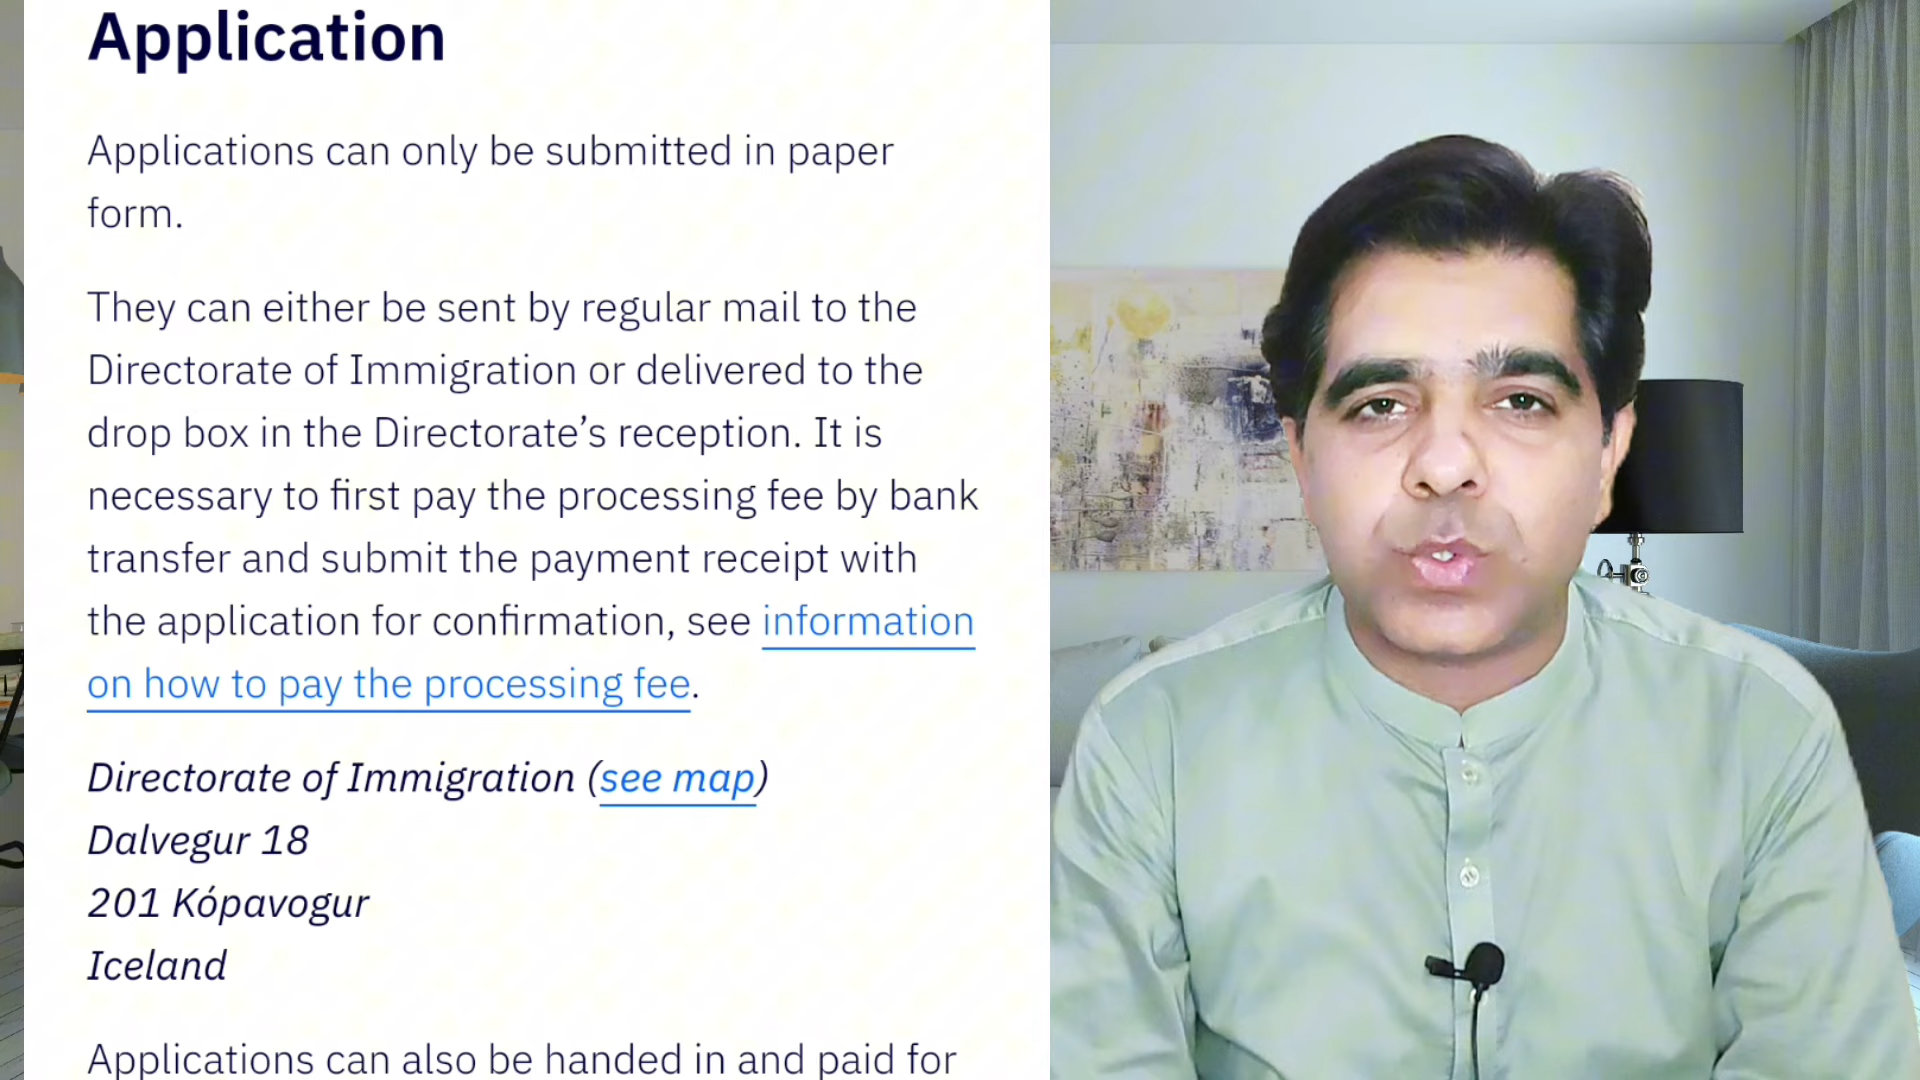 Application
Applications can only be submitted in paper
form.
They can either be sent by regular mail to the
Directorate of Immigration or delivered to the
drop box in the Directorate’s reception. It is
necessary to first pay the processing fee by bank
transfer and submit the payment receipt with
the application for confirmation, see information
on how to pay the processing fee.
Directorate of Immigration (see map)
Dalvegur 18
201 Kópavogur
Iceland
Applications can also be handed in and paid for